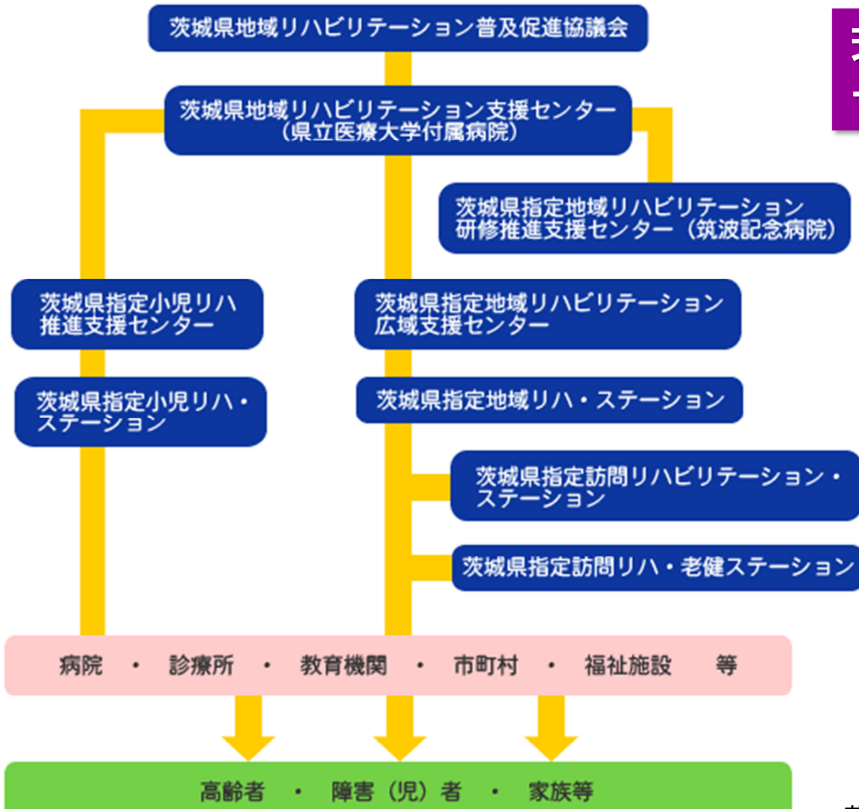 茨城県地域リハビリテーション普及促進協議会
茨城県地域リハビリテーション支援センター
（県立医療大学付属病院）
茨城県指定地域リハビリテーション
研修推進支援センター（筑波記念病院）
茨城県指定小児リハ
推進支援センター
茨城県指定地域リハビリテーション
広域支援センター
茨城県指定小児リハ・
ステーション
茨城県指定地域リハ・ステーション
茨城県指定訪問リハビリテーション・
ステーション
茨城県指定訪問リハ・老健ステーション
病院　・　診療所　・　教育機関　・　市町村　・　福祉施設　等
高齢者　・　障害（児）者　・　家族等